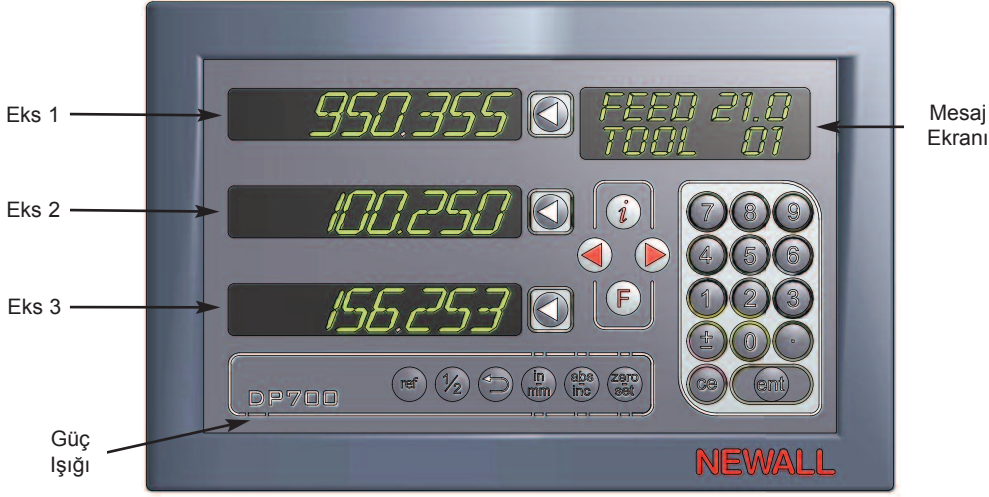 Eks 1
950.355
FEED 21.0
TOOL 01
Mesaj
Ekranı
Eks 2
100.250
i
7 8 9
4 5 6
Eks 3
156.253
F
1 2 3
± 0 .
DP700
ref
1/2
in
mm
abs
inc
zero
set
ce
ent
Güç
Işığı
NEWALL